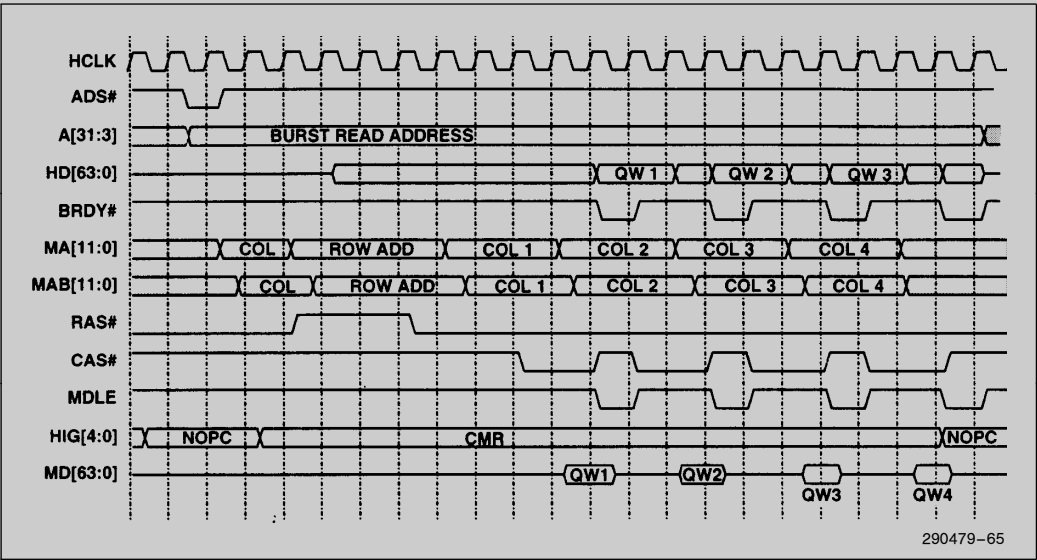 HCLK
ADS#
A[31:3] BURST READ ADDRESS
HD[63:0] QW 1 QW 2 QW 3
BRDY#
MA[11:0] COL ROW ADD COL 1 COL 2 COL 3 COL 4
MAB[11:0] COL ROW ADD COL 1 COL 2 COL 3 COL 4
RAS#
CAS#
MDLE
HIG[4:0] NOPC CMR NOPC
MD[63:0] QW1 QW2 QW3 QW4
290479-65